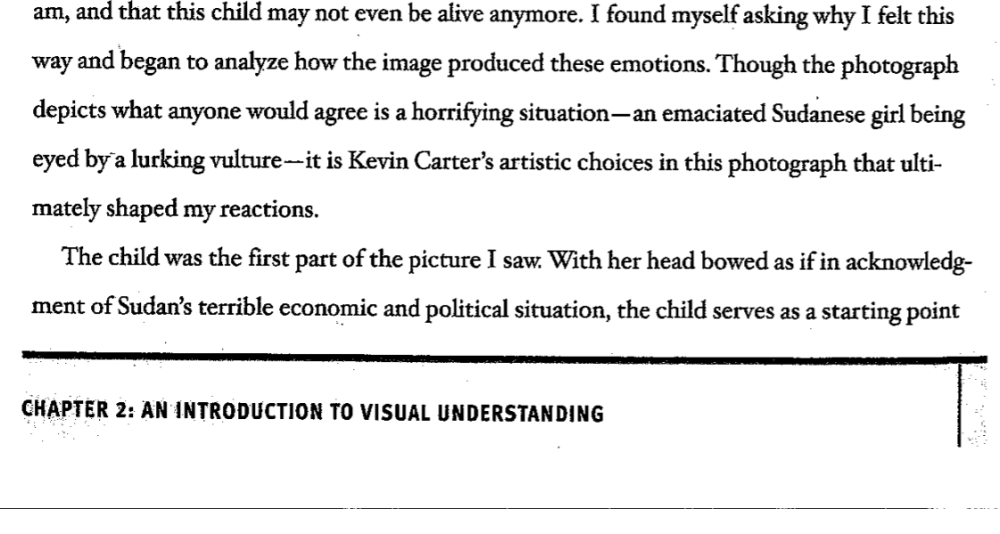 am, and that this child may not even be alive anymore. I found myself asking why I felt this
way and began to analyze how the image produced these emotions. Though the photograph
depicts what anyone would agree is a horrifying situation—an emaciated Sudanese girl being
eyed by a lurking vulture—it is Kevin Carter's artistic choices in this photograph that ulti-
mately shaped my reactions.
The child was the first part of the picture I saw. With her head bowed as if in acknowledg-
ment of Sudan's terrible economic and political situation, the child serves as a starting point
CHAPTER 2: AN INTRODUCTION TO VISUAL UNDERSTANDING